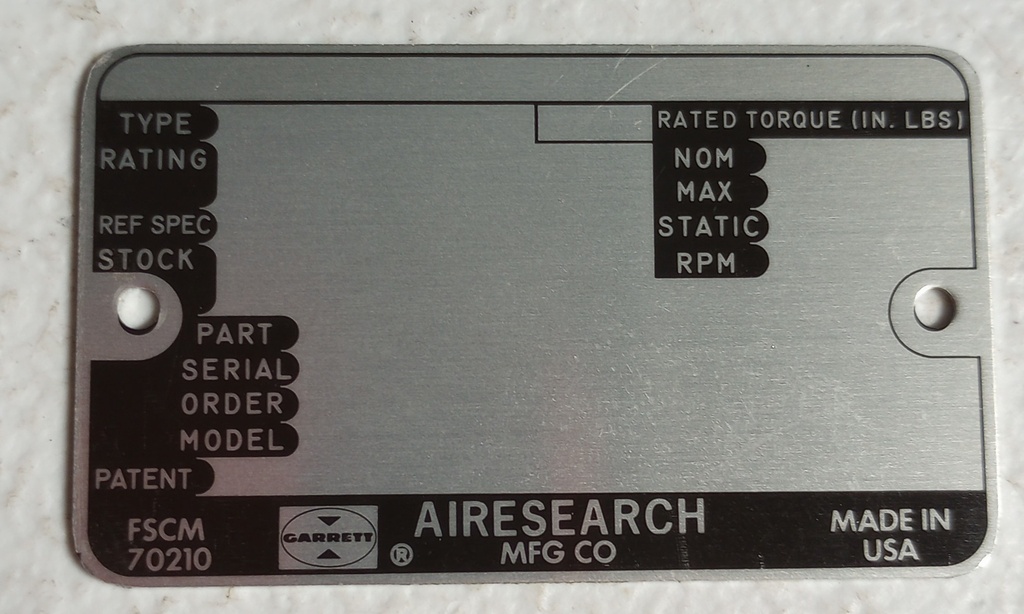 TYPE
RATED TORQUE (IN. LBS)
RATING
NOM
MAX
REF SPEC
STATIC
STOCK
RPM
PART
SERIAL
ORDER
MODEL
PATENT
FSCM
70210
GARRETT
®
AIRESEARCH
MFG CO
MADE IN
USA